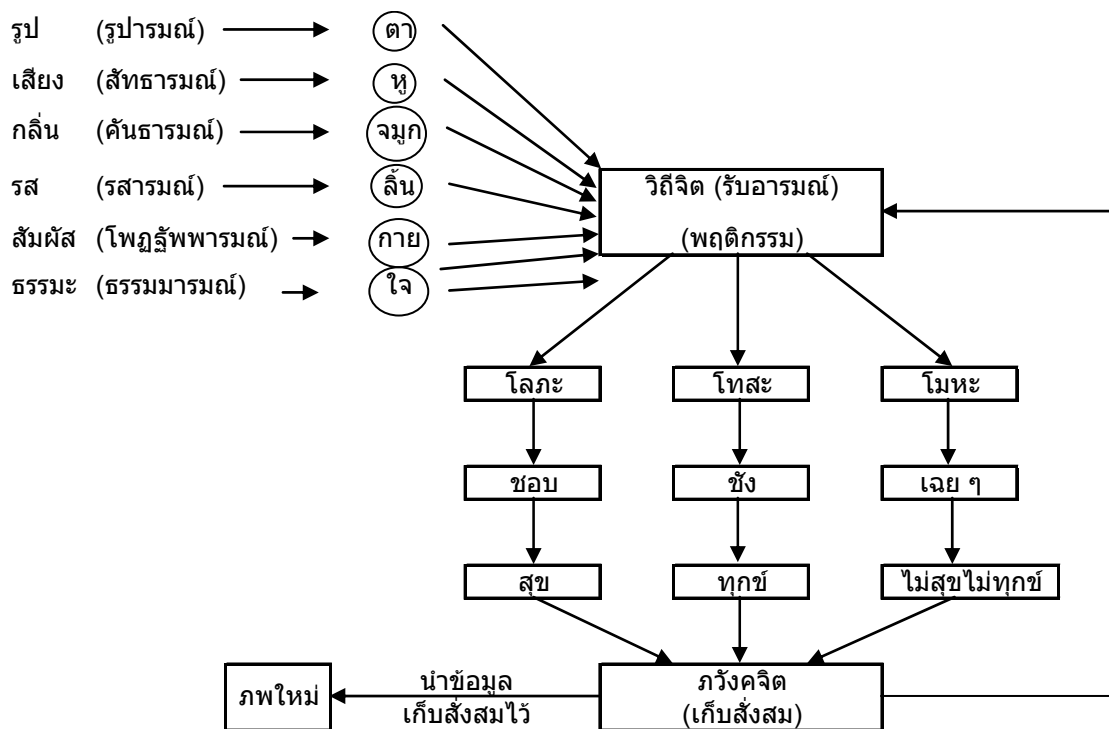 รูป (รูปารมณ์) ตา
เสียง (สัทธารมณ์) หู
กลิ่น (คันธารมณ์) จมูก
รส (รสารมณ์) ลิ้น
สัมผัส (โพฏฐัพพารมณ์) กาย
ธรรมะ (ธรรมมารมณ์) ใจ
วิถีจิต (รับอารมณ์)
(พฤติกรรม)
โลภะ โทสะ โมหะ
ชอบ ชัง เฉย ๆ
สุข ทุกข์ ไม่สุขไม่ทุกข์
ภพใหม่
นำข้อมูล
เก็บสั่งสมไว้
ภวังคจิต
(เก็บสั่งสม)